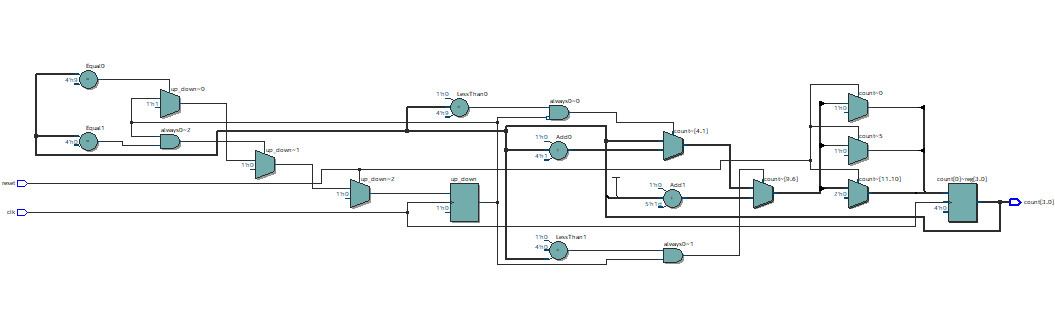 Equal0
4'h9
up_down~0
1'h1
Equal1
4'h0
always0~2
up_down~1
1'h0
reset
clk
up_down~2
1'h0
up_down
1'h0
1'h0
LessThan0
4'h9
always0~0
1'h0
Add0
4'h1
count~[4..1]
1'h0
Add1
5'h1e
1'h0
LessThan1
4'h0
always0~1
count~[9..6]
count~0
1'h0
count~5
1'h0
count~[11..10]
2'h0
count[0]~reg[3..0]
4'h0
count[3..0]